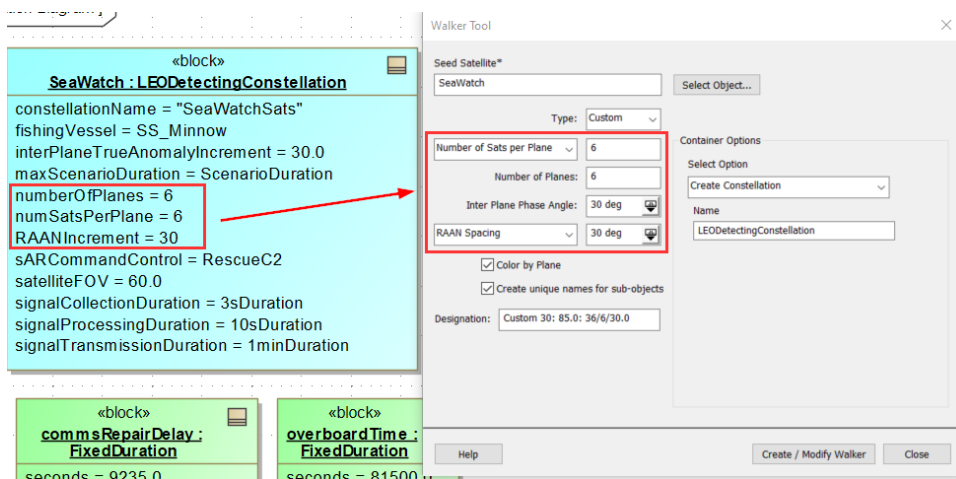 Diagram ]
«block»
SeaWatch : LEODetectingConstellation
constellationName = "SeaWatchSats"
fishingVessel = SS_Minnow
interPlaneTrueAnomalyIncrement = 30.0
maxScenarioDuration = ScenarioDuration
numberOfPlanes = 6
numSatsPerPlane = 6
RAANIncrement = 30
sARCommandControl = RescueC2
satelliteFOV = 60.0
signalCollectionDuration = 3sDuration
signalProcessingDuration = 10sDuration
signalTransmissionDuration = 1minDuration
«block»
commsRepairDelay :
FixedDuration
seconds = 9235.0
«block»
overboardTime :
FixedDuration
seconds = 81500.0
Walker Tool
Seed Satellite*
SeaWatch
Select Object...
Type: Custom
Number of Sats per Plane 6
Number of Planes: 6
Inter Plane Phase Angle: 30 deg
RAAN Spacing 30 deg
Color by Plane
Create unique names for sub-objects
Designation: Custom 30: 85.0: 36/6/30.0
Container Options
Select Option
Create Constellation
Name
LEODetectingConstellation
Help
Create / Modify Walker
Close